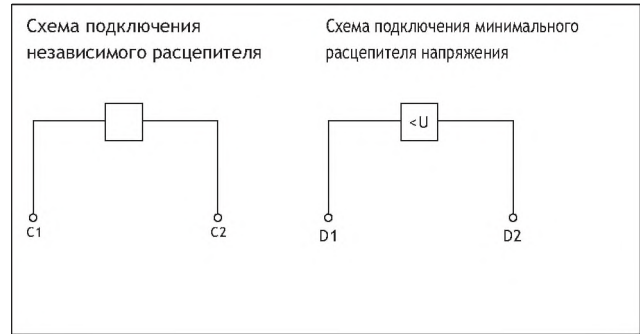 Схема подключения
независимого расцепителя
Схема подключения минимального
расцепителя напряжения
<U
C1
C2
D1
D2